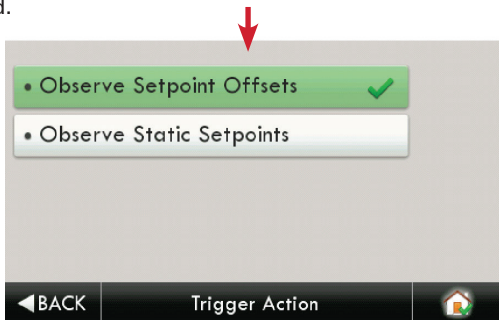 d.
• Observe Setpoint Offsets
• Observe Static Setpoints
BACK Trigger Action